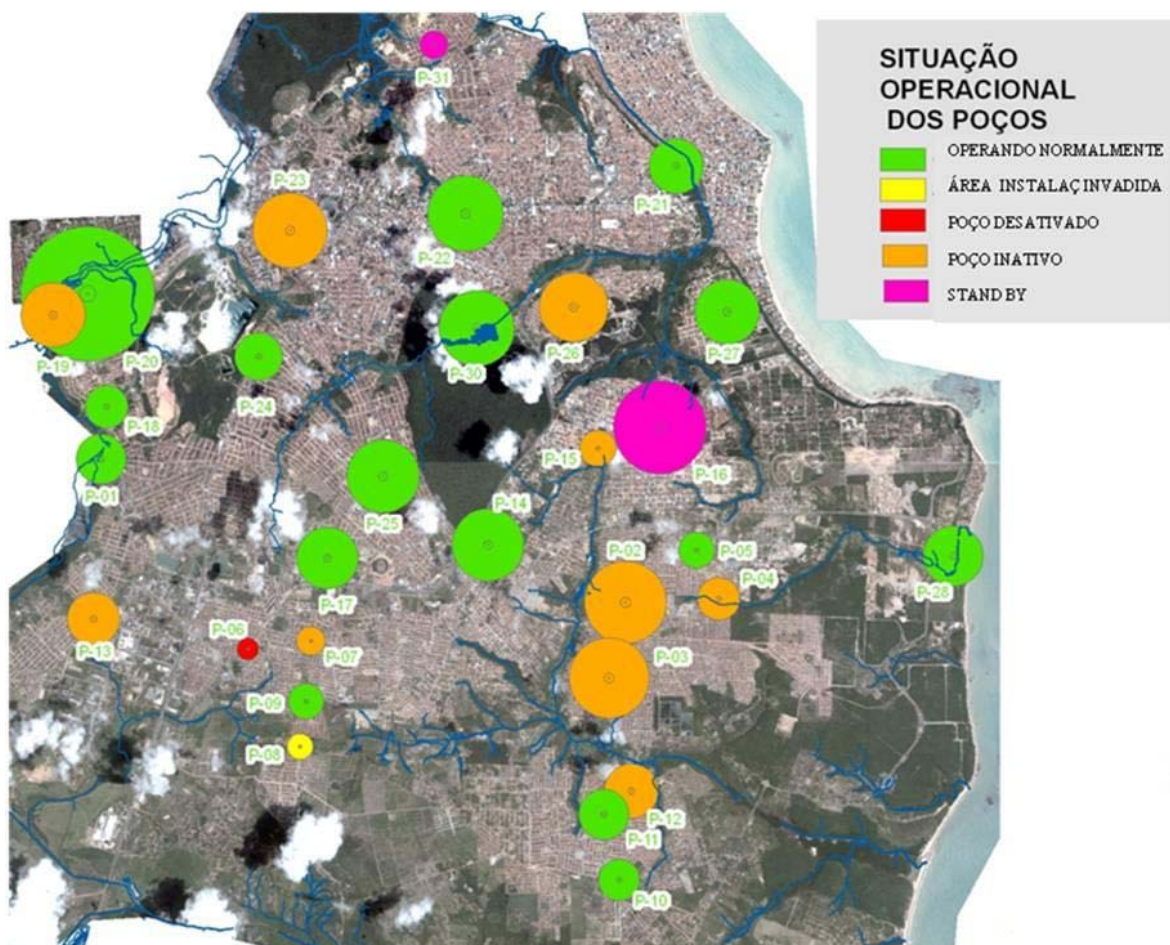 SITUAÇÃO
OPERACIONAL
DOS POÇOS
OPERANDO NORMALMENTE
ÁREA INSTALAÇ INVADIDA
POÇO DESATIVADO
POÇO INATIVO
STAND BY
P-31
P-23
P-21
P-22
P-19
P-20
P-30
P-26
P-27
P-24
P-18
P-15
P-01
P-16
P-25
P-14
P-02
P-05
P-04
P-28
P-17
P-06
P-13
P-07
P-03
P-09
P-08
P-12
P-11
P-10